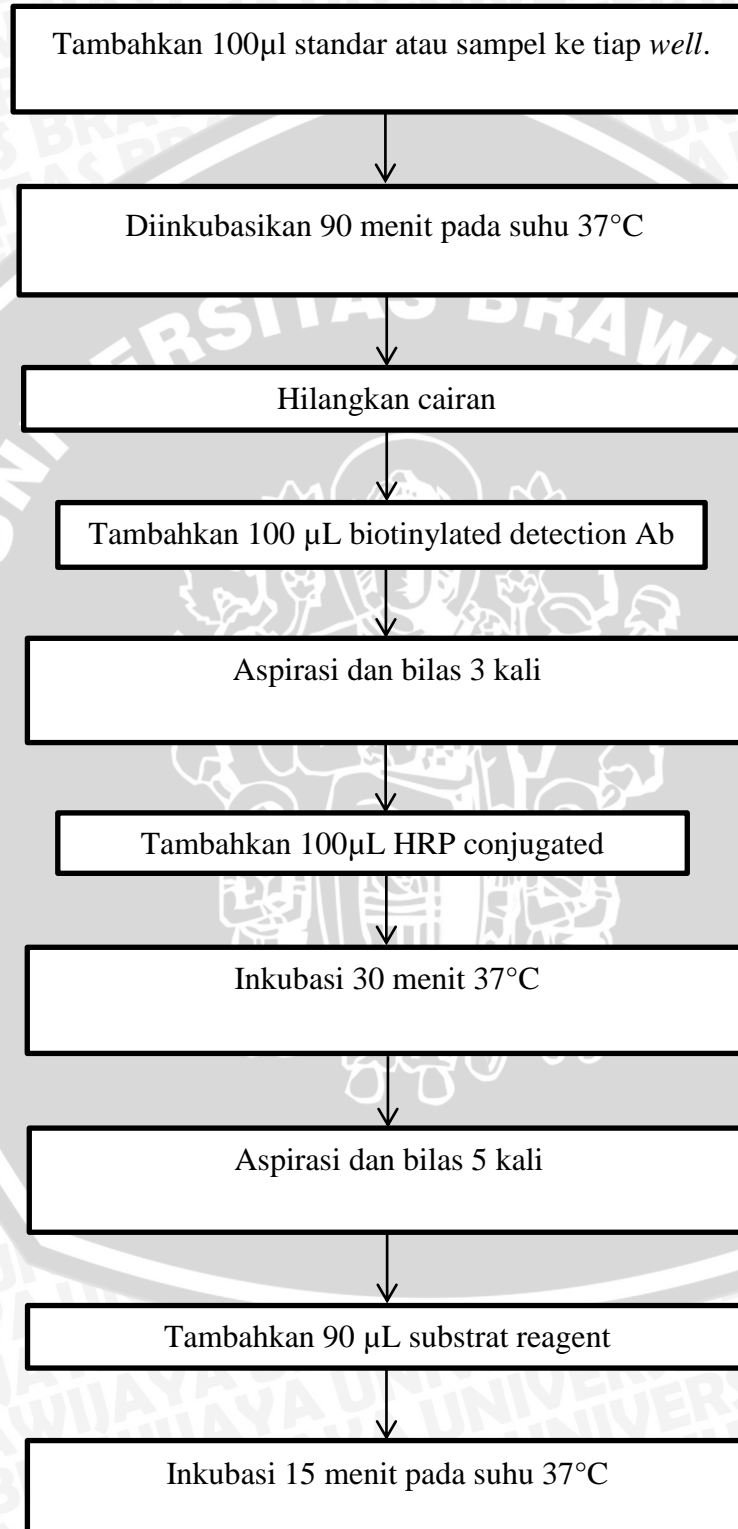 Tambahkan 100µl standar atau sampel ke tiap well.
Diinkubasikan 90 menit pada suhu 37°C
Hilangkan cairan
Tambahkan 100 µL biotinylated detection Ab
Aspirasi dan bilas 3 kali
Tambahkan 100µL HRP conjugated
Inkubasi 30 menit 37°C
Aspirasi dan bilas 5 kali
Tambahkan 90 µL substrat reagent
Inkubasi 15 menit pada suhu 37°C